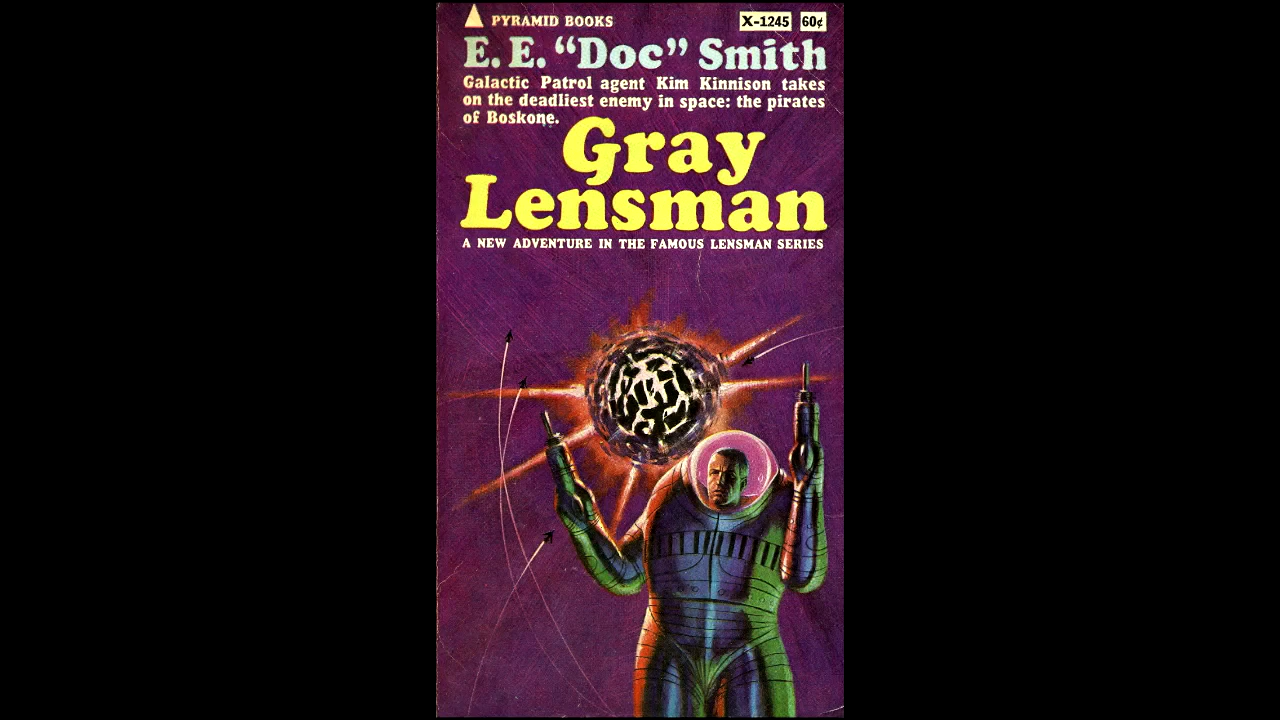 PYRAMID BOOKS
X-1245 60¢
E. E. “Doc” Smith
Galactic Patrol agent Kim Kinnison takes
on the deadliest enemy in space: the pirates
of Boskone.
Gray
Lensman
A NEW ADVENTURE IN THE FAMOUS LENSMAN SERIES